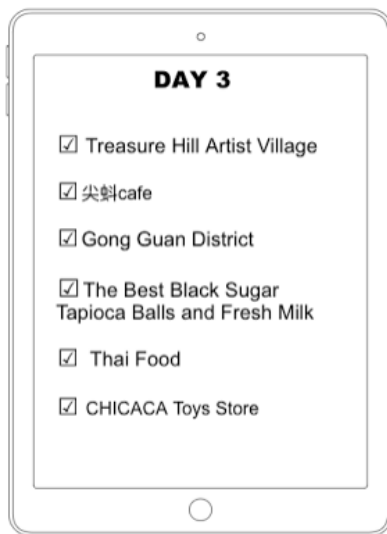 DAY 3
☑ Treasure Hill Artist Village
☑ 尖蚪cafe
☑ Gong Guan District
☑ The Best Black Sugar
Tapioca Balls and Fresh Milk
☑ Thai Food
☑ CHICACA Toys Store